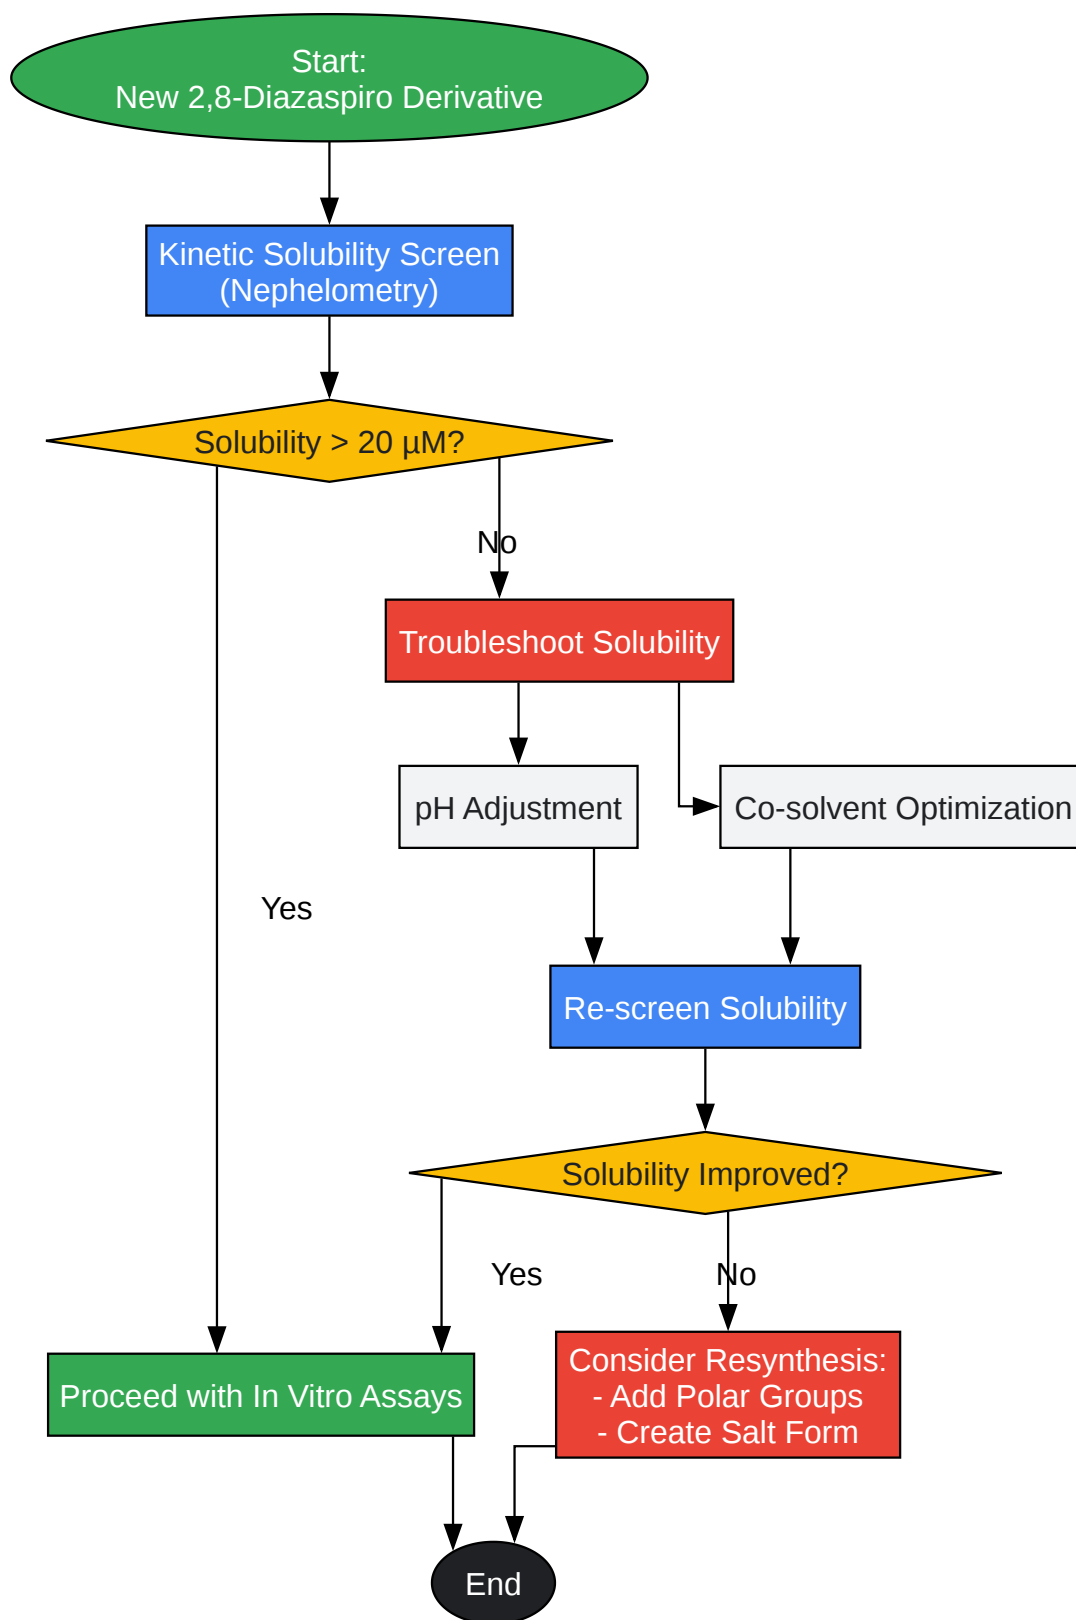 Start:
New 2,8-Diazaspiro Derivative
Kinetic Solubility Screen
(Nephelometry)
Solubility > 20 µM?
No
Troubleshoot Solubility
pH Adjustment
Co-solvent Optimization
Yes
Re-screen Solubility
Solubility Improved?
Yes
No
Proceed with In Vitro Assays
Consider Resynthesis:
- Add Polar Groups
- Create Salt Form
End